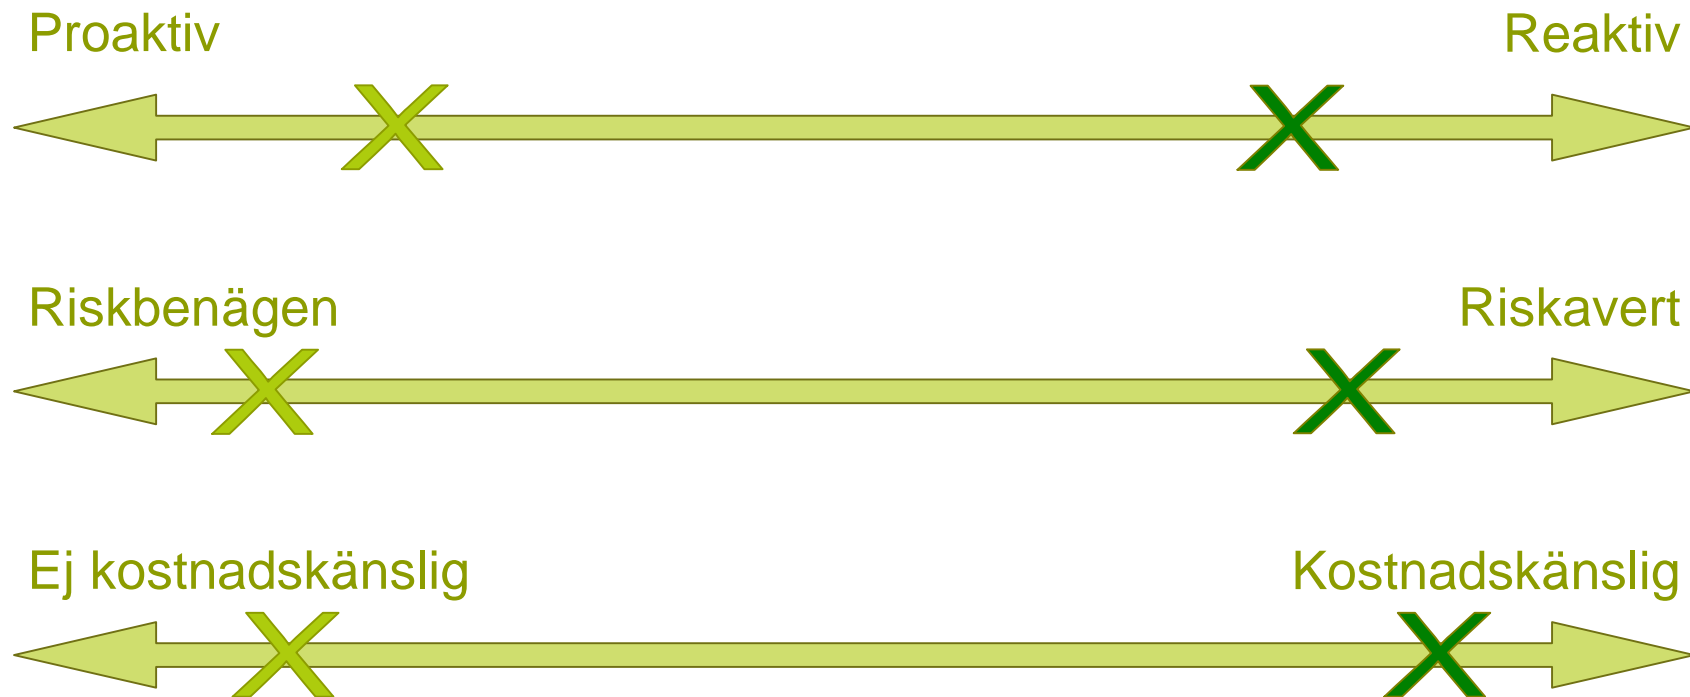 Proaktiv Reaktiv
Riskbenägen Riskavert
Ej kostnadskänslig Kostnadskänslig